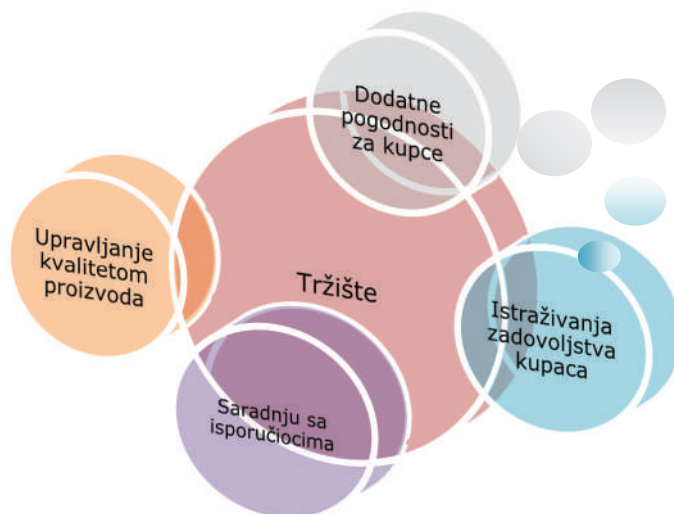 Dodatne
pogodnosti
za kupce
Upravljanje
kvalitetom
proizvoda
Tržište
Istraživanja
zadovoljstva
kupaca
Saradnju sa
isporučiocima